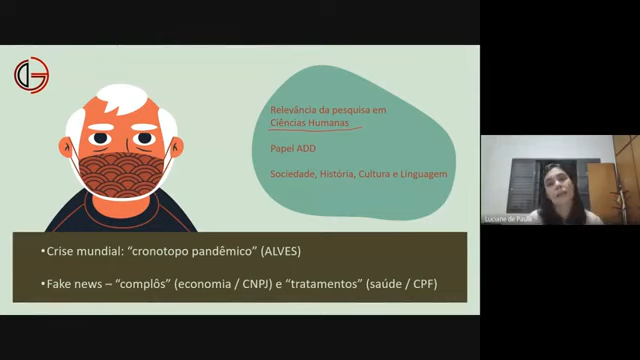 Relevância da pesquisa em
Ciências Humanas
Papel ADD
Sociedade, História, Cultura e Linguagem
•Crise mundial: “cronotopo pandêmico” (ALVES)
•Fake news – “complôs” (economia / CNPJ) e “tratamentos” (saúde / CPF)
Luciane de Paula